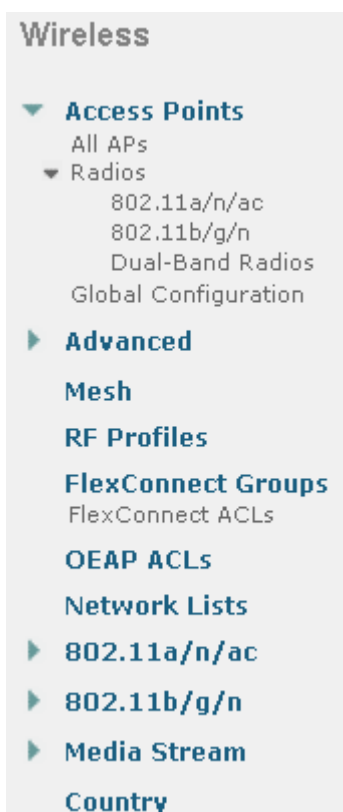 Wireless
Access Points
All APs
Radios
802.11a/n/ac
802.11b/g/n
Dual-Band Radios
Global Configuration
Advanced
Mesh
RF Profiles
FlexConnect Groups
FlexConnect ACLs
OEAP ACLs
Network Lists
802.11a/n/ac
802.11b/g/n
Media Stream
Country